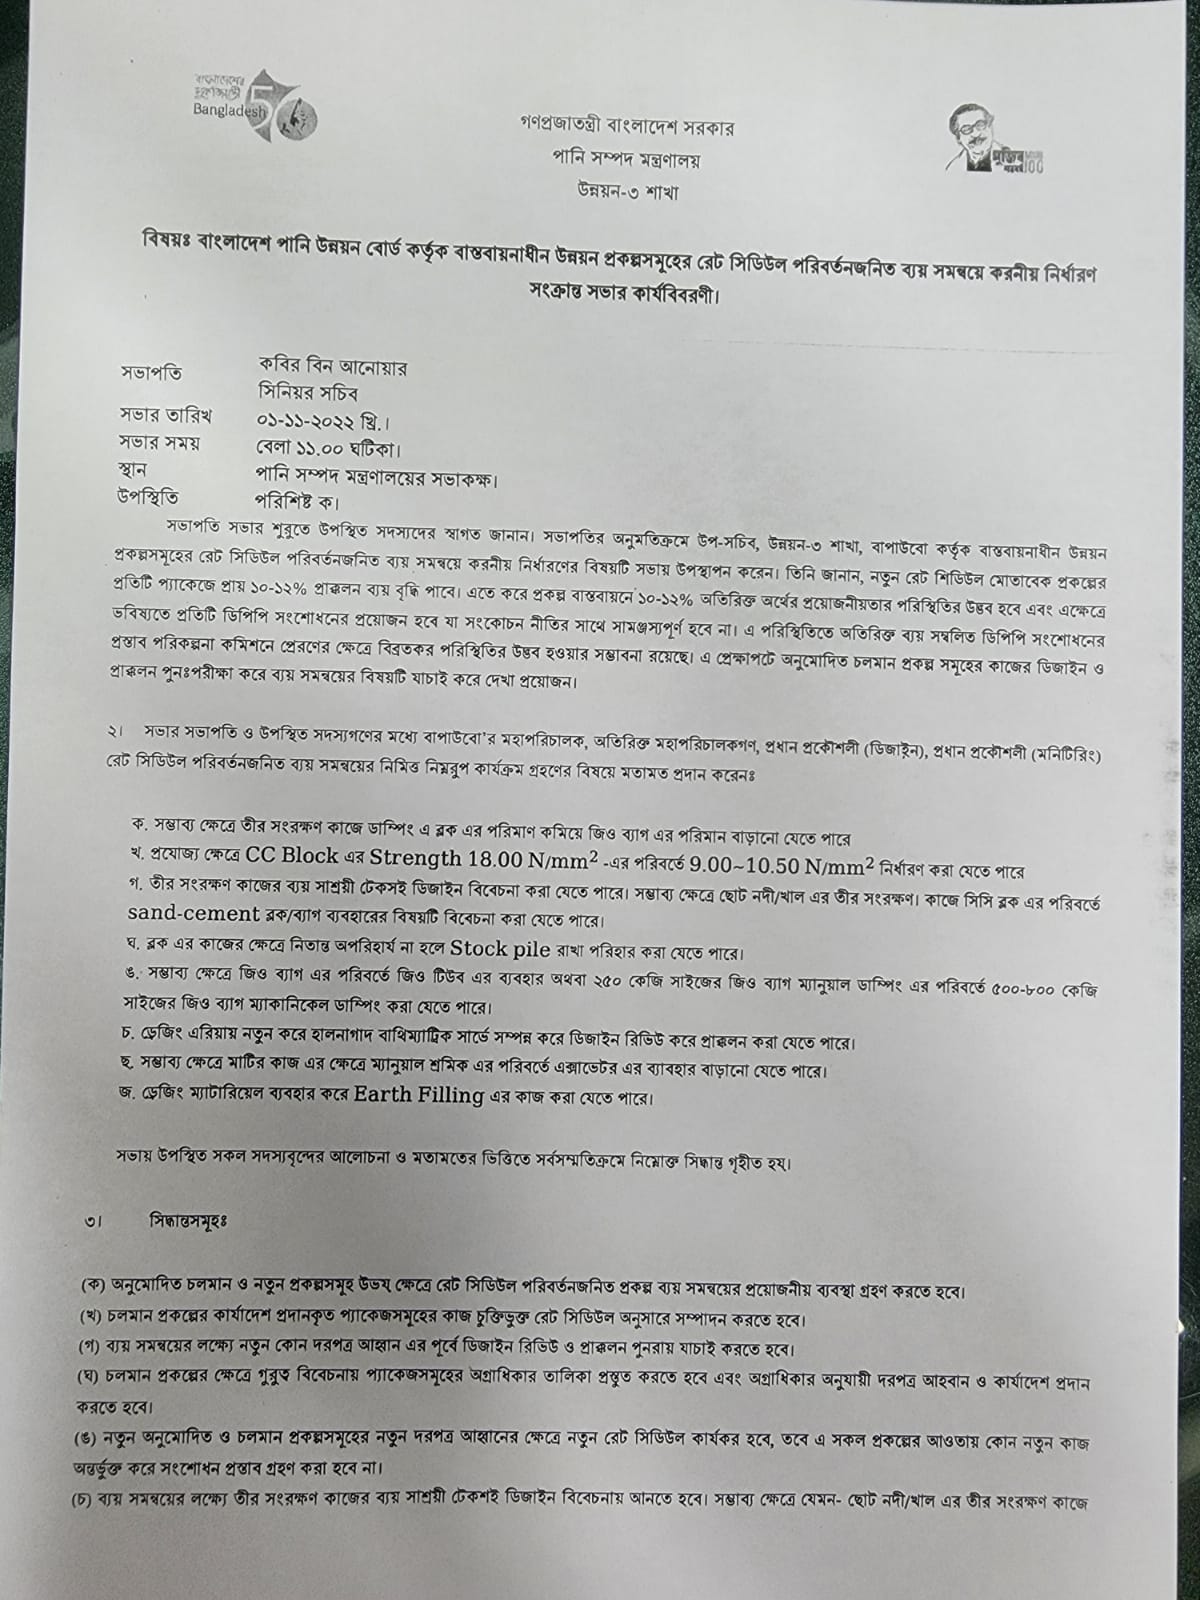 বাংলাদেশের
সুবর্ণজয়ন্তী
Bangladesh 50
মুজিব
শতবর্ষ 100
গণপ্রজাতন্ত্রী বাংলাদেশ সরকার
পানি সম্পদ মন্ত্রণালয়
উন্নয়ন-৩ শাখা
বিষয়ঃ বাংলাদেশ পানি উন্নয়ন বোর্ড কর্তৃক বাস্তবায়নাধীন উন্নয়ন প্রকল্পসমূহের রেট সিডিউল পরিবর্তনজনিত ব্যয় সমন্বয়ে করনীয় নির্ধারণ
সংক্রান্ত সভার কার্যবিবরণী।
সভাপতি কবির বিন আনোয়ার
সিনিয়র সচিব
সভার তারিখ ০১-১১-২০২২ খ্রি.।
সভার সময় বেলা ১১.০০ ঘটিকা।
স্থান পানি সম্পদ মন্ত্রণালয়ের সভাকক্ষ।
উপস্থিতি পরিশিষ্ট ক।
সভাপতি সভার শুরুতে উপস্থিত সদস্যদের স্বাগত জানান। সভাপতির অনুমতিক্রমে উপ-সচিব, উন্নয়ন-৩ শাখা, বাপাউবো কর্তৃক বাস্তবায়নাধীন উন্নয়ন
প্রকল্পসমূহের রেট সিডিউল পরিবর্তনজনিত ব্যয় সমন্বয়ে করনীয় নির্ধারণের বিষয়টি সভায় উপস্থাপন করেন। তিনি জানান, নতুন রেট শিডিউল মোতাবেক প্রকল্পের
প্রতিটি প্যাকেজে প্রায় ১০-১২% প্রাক্কলন ব্যয় বৃদ্ধি পাবে। এতে করে প্রকল্প বাস্তবায়নে ১০-১২% অতিরিক্ত অর্থের প্রয়োজনীয়তার পরিস্থিতির উদ্ভব হবে এবং এক্ষেত্রে
ভবিষ্যতে প্রতিটি ডিপিপি সংশোধনের প্রয়োজন হবে যা সংকোচন নীতির সাথে সামঞ্জস্যপূর্ণ হবে না। এ পরিস্থিতিতে অতিরিক্ত ব্যয় সম্বলিত ডিপিপি সংশোধনের
প্রস্তাব পরিকল্পনা কমিশনে প্রেরণের ক্ষেত্রে বিব্রতকর পরিস্থিতির উদ্ভব হওয়ার সম্ভাবনা রয়েছে। এ প্রেক্ষাপটে অনুমোদিত চলমান প্রকল্প সমূহের কাজের ডিজাইন ও
প্রাক্কলন পুনঃপরীক্ষা করে ব্যয় সমন্বয়ের বিষয়টি যাচাই করে দেখা প্রয়োজন।
২। সভার সভাপতি ও উপস্থিত সদস্যগণের মধ্যে বাপাউবো'র মহাপরিচালক, অতিরিক্ত মহাপরিচালকগণ, প্রধান প্রকৌশলী (ডিজাইন), প্রধান প্রকৌশলী (মনিটিরিং)
রেট সিডিউল পরিবর্তনজনিত ব্যয় সমন্বয়ের নিমিত্ত নিম্নরুপ কার্যক্রম গ্রহণের বিষয়ে মতামত প্রদান করেনঃ
ক. সম্ভাব্য ক্ষেত্রে তীর সংরক্ষণ কাজে ডাম্পিং এ ব্লক এর পরিমাণ কমিয়ে জিও ব্যাগ এর পরিমান বাড়ানো যেতে পারে
খ. প্রযোজ্য ক্ষেত্রে CC Block এর Strength 18.00 N/mm² -এর পরিবর্তে 9.00~10.50 N/mm² নির্ধারণ করা যেতে পারে
গ. তীর সংরক্ষণ কাজের ব্যয় সাশ্রয়ী টেকসই ডিজাইন বিবেচনা করা যেতে পারে। সম্ভাব্য ক্ষেত্রে ছোট নদী/খাল এর তীর সংরক্ষণ। কাজে সিসি ব্লক এর পরিবর্তে
sand-cement ব্লক/ব্যাগ ব্যবহারের বিষয়টি বিবেচনা করা যেতে পারে।
ঘ. ব্লক এর কাজের ক্ষেত্রে নিতান্ত অপরিহার্য না হলে Stock pile রাখা পরিহার করা যেতে পারে।
ঙ. সম্ভাব্য ক্ষেত্রে জিও ব্যাগ এর পরিবর্তে জিও টিউব এর ব্যবহার অথবা ২৫০ কেজি সাইজের জিও ব্যাগ ম্যানুয়াল ডাম্পিং এর পরিবর্তে ৫০০-৮০০ কেজি
সাইজের জিও ব্যাগ ম্যাকানিকেল ডাম্পিং করা যেতে পারে।
চ. ড্রেজিং এরিয়ায় নতুন করে হালনাগাদ বাথিম্যাট্রিক সার্ভে সম্পন্ন করে ডিজাইন রিভিউ করে প্রাক্কলন করা যেতে পারে।
ছ. সম্ভাব্য ক্ষেত্রে মাটির কাজ এর ক্ষেত্রে ম্যানুয়াল শ্রমিক এর পরিবর্তে এক্সাভেটর এর ব্যাবহার বাড়ানো যেতে পারে।
জ. ড্রেজিং ম্যাটারিয়েল ব্যবহার করে Earth Filling এর কাজ করা যেতে পারে।
সভায় উপস্থিত সকল সদস্যবৃন্দের আলোচনা ও মতামতের ভিত্তিতে সর্বসম্মতিক্রমে নিম্নোক্ত সিদ্ধান্ত গৃহীত হয়।
৩। সিদ্ধান্তসমূহঃ
(ক) অনুমোদিত চলমান ও নতুন প্রকল্পসমূহ উভয় ক্ষেত্রে রেট সিডিউল পরিবর্তনজনিত প্রকল্প ব্যয় সমন্বয়ের প্রয়োজনীয় ব্যবস্থা গ্রহণ করতে হবে।
(খ) চলমান প্রকল্পের কার্যাদেশ প্রদানকৃত প্যাকেজসমূহের কাজ চুক্তিভুক্ত রেট সিডিউল অনুসারে সম্পাদন করতে হবে।
(গ) ব্যয় সমন্বয়ের লক্ষ্যে নতুন কোন দরপত্র আহ্বান এর পূর্বে ডিজাইন রিভিউ ও প্রাক্কলন পুনরায় যাচাই করতে হবে।
(ঘ) চলমান প্রকল্পের ক্ষেত্রে গুরুত্ব বিবেচনায় প্যাকেজসমূহের অগ্রাধিকার তালিকা প্রস্তুত করতে হবে এবং অগ্রাধিকার অনুযায়ী দরপত্র আহবান ও কার্যাদেশ প্রদান
করতে হবে।
(ঙ) নতুন অনুমোদিত ও চলমান প্রকল্পসমূহের নতুন দরপত্র আহ্বানের ক্ষেত্রে নতুন রেট সিডিউল কার্যকর হবে, তবে এ সকল প্রকল্পের আওতায় কোন নতুন কাজ
অন্তর্ভুক্ত করে সংশোধন প্রস্তাব গ্রহণ করা হবে না।
(চ) ব্যয় সমন্বয়ের লক্ষ্যে তীর সংরক্ষণ কাজের ব্যয় সাশ্রয়ী টেকশই ডিজাইন বিবেচনায় আনতে হবে। সম্ভাব্য ক্ষেত্রে যেমন- ছোট নদী/খাল এর তীর সংরক্ষণ কাজে